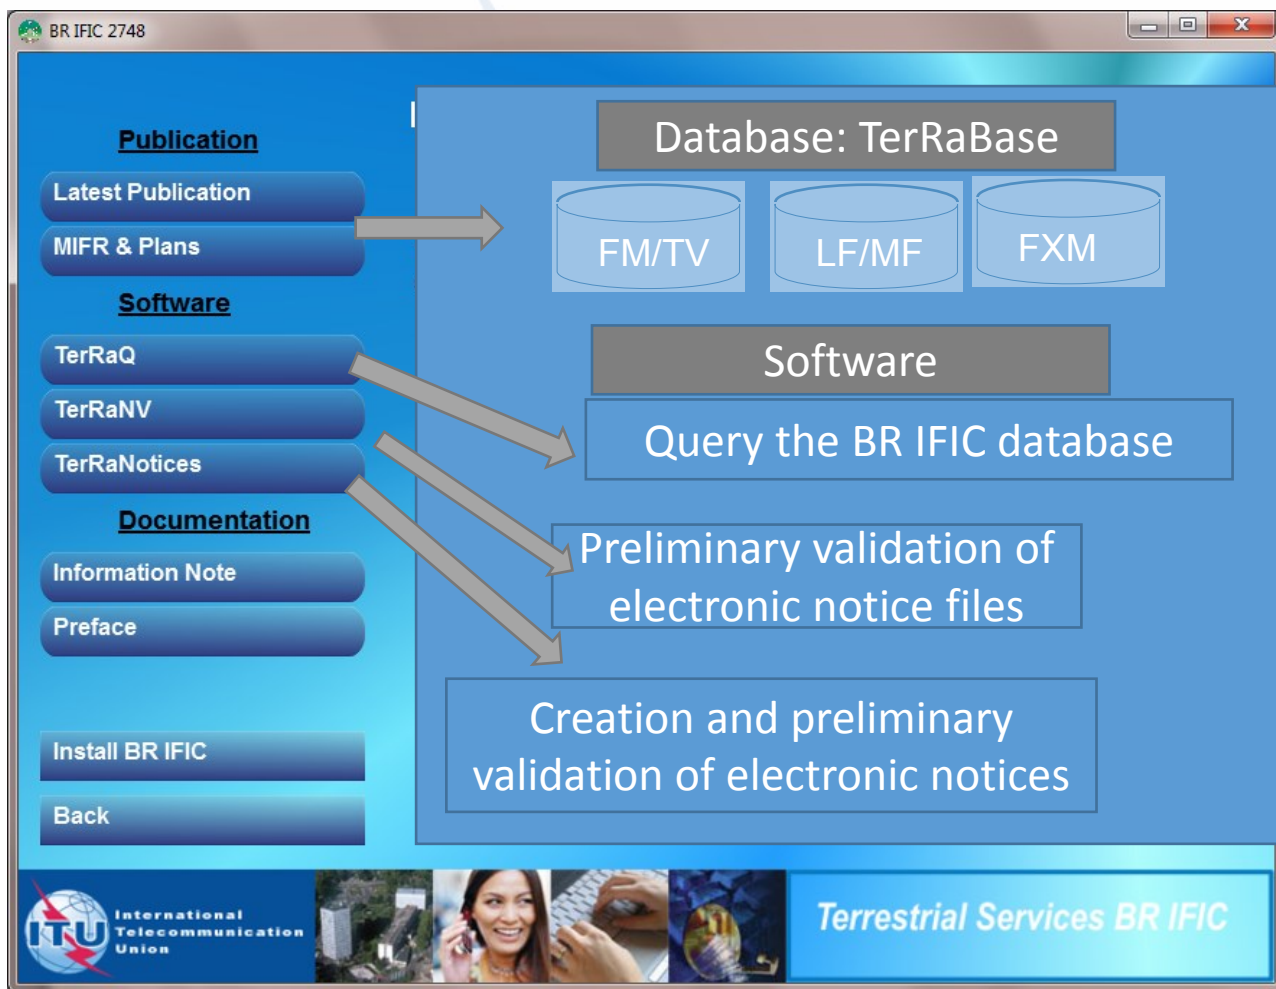 BR IFIC 2748
Publication
Latest Publication
MIFR & Plans
Software
TerRaQ
TerRaNV
TerRaNotices
Documentation
Information Note
Preface
Install BR IFIC
Back
Database: TerRaBase
FM/TV
LF/MF
FXM
Software
Query the BR IFIC database
Preliminary validation of
electronic notice files
Creation and preliminary
validation of electronic notices
ITU
International
Telecommunication
Union
Terrestrial Services BR IFIC